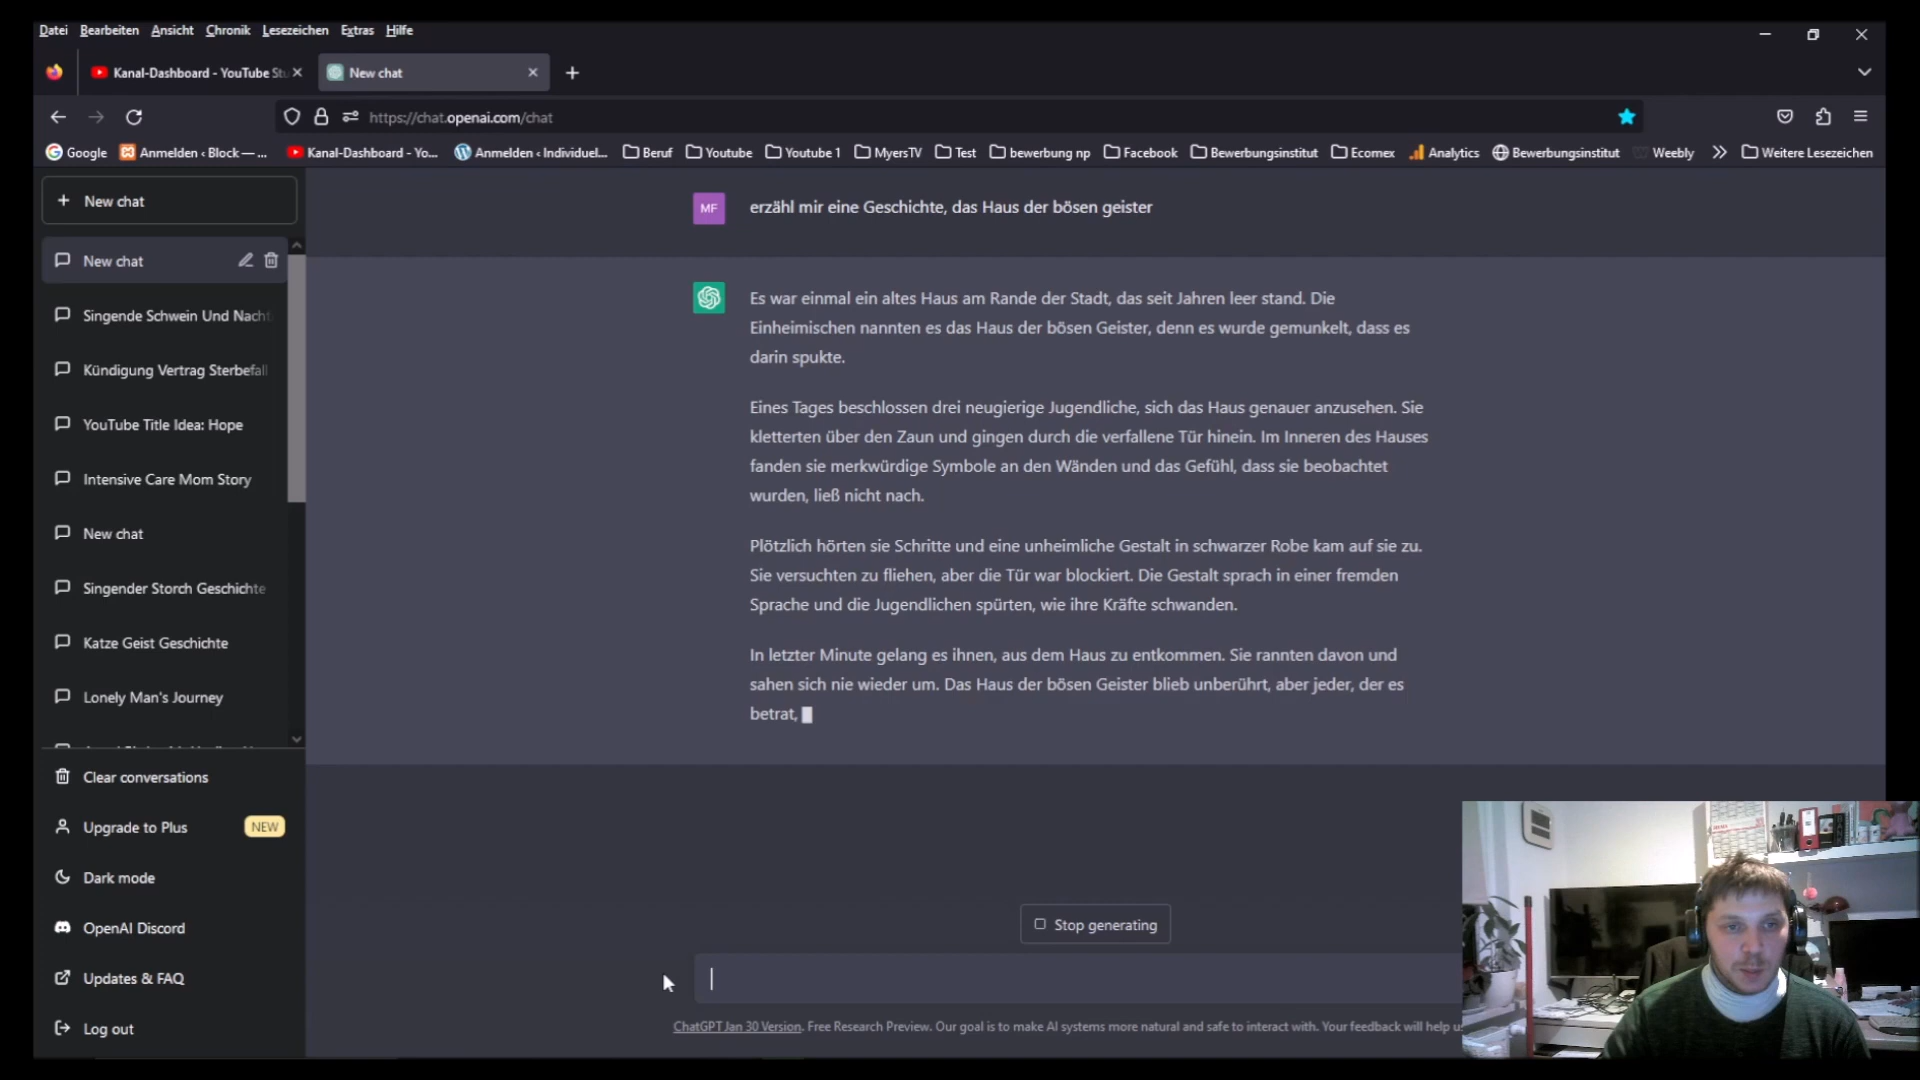 Datei Bearbeiten Ansicht Chronik Lesezeichen Extras Hilfe
Kanal-Dashboard - YouTube Stu
New chat
https://chat.openai.com/chat
Google
Anmelden ‹ Block — ...
Kanal-Dashboard - Yo...
Anmelden ‹ Individuel...
Beruf
Youtube
Youtube 1
MyersTV
Test
bewerbung np
Facebook
Bewerbungsinstitut
Ecomex
Analytics
Bewerbungsinstitut
Weebly
Weitere Lesezeichen
+ New chat
New chat
Singende Schwein Und Nacht
Kündigung Vertrag Sterbefall
YouTube Title Idea: Hope
Intensive Care Mom Story
New chat
Singender Storch Geschichte
Katze Geist Geschichte
Lonely Man's Journey
Clear conversations
Upgrade to Plus NEW
Dark mode
OpenAI Discord
Updates & FAQ
Log out
MF
erzähl mir eine Geschichte, das Haus der bösen geister
Es war einmal ein altes Haus am Rande der Stadt, das seit Jahren leer stand. Die
Einheimischen nannten es das Haus der bösen Geister, denn es wurde gemunkelt, dass es
darin spukte.
Eines Tages beschlossen drei neugierige Jugendliche, sich das Haus genauer anzusehen. Sie
kletterten über den Zaun und gingen durch die verfallene Tür hinein. Im Inneren des Hauses
fanden sie merkwürdige Symbole an den Wänden und das Gefühl, dass sie beobachtet
wurden, ließ nicht nach.
Plötzlich hörten sie Schritte und eine unheimliche Gestalt in schwarzer Robe kam auf sie zu.
Sie versuchten zu fliehen, aber die Tür war blockiert. Die Gestalt sprach in einer fremden
Sprache und die Jugendlichen spürten, wie ihre Kräfte schwanden.
In letzter Minute gelang es ihnen, aus dem Haus zu entkommen. Sie rannten davon und
sahen sich nie wieder um. Das Haus der bösen Geister blieb unberührt, aber jeder, der es
betrat,
Stop generating
ChatGPT Jan 30 Version. Free Research Preview. Our goal is to make AI systems more natural and safe to interact with. Your feedback will help u